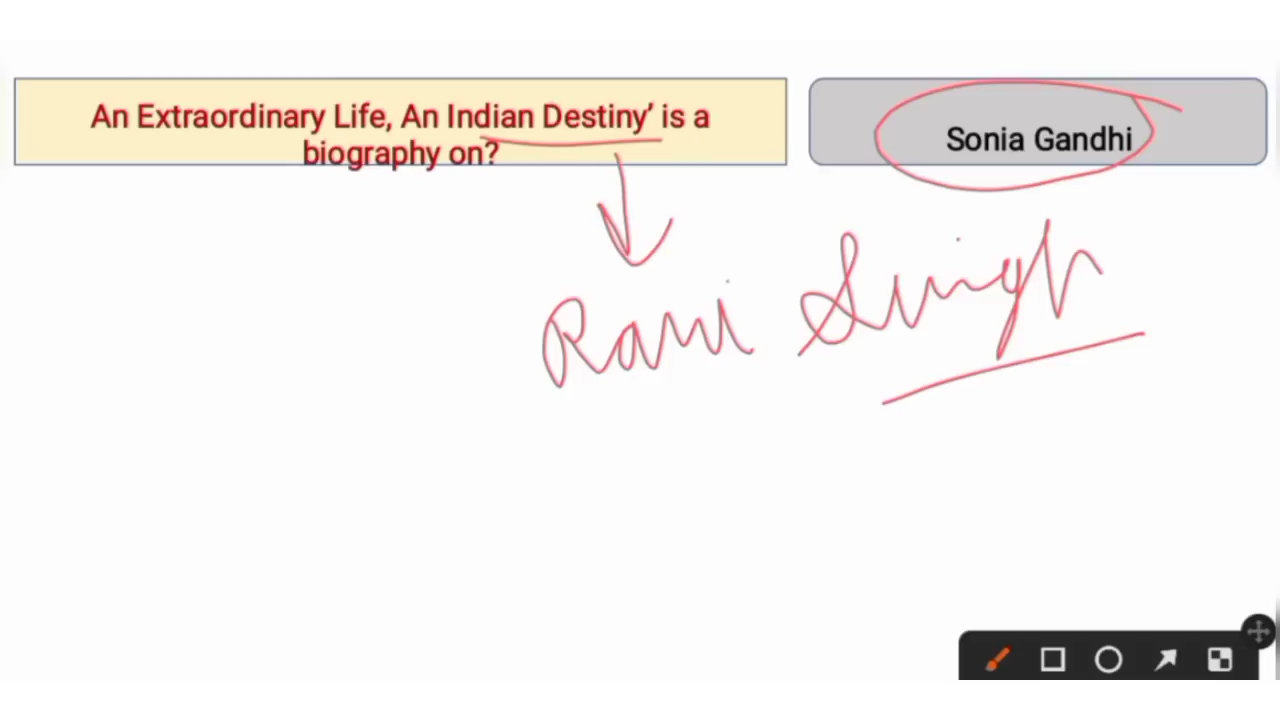 An Extraordinary Life, An Indian Destiny’ is a
biography on?
Sonia Gandhi
Rani Singh